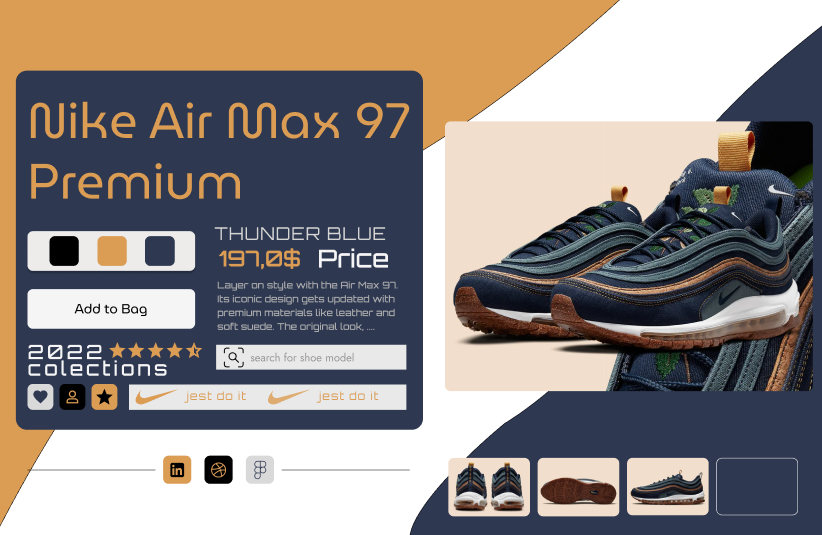 Nike Air Max 97
Premium
THUNDER BLUE
197,0$ Price
Layer on style with the Air Max 97.
Its iconic design gets updated with
premium materials like leather and
soft suede. The original look, ....
Add to Bag
2022
colections
search for shoe model
jest do it jest do it
in